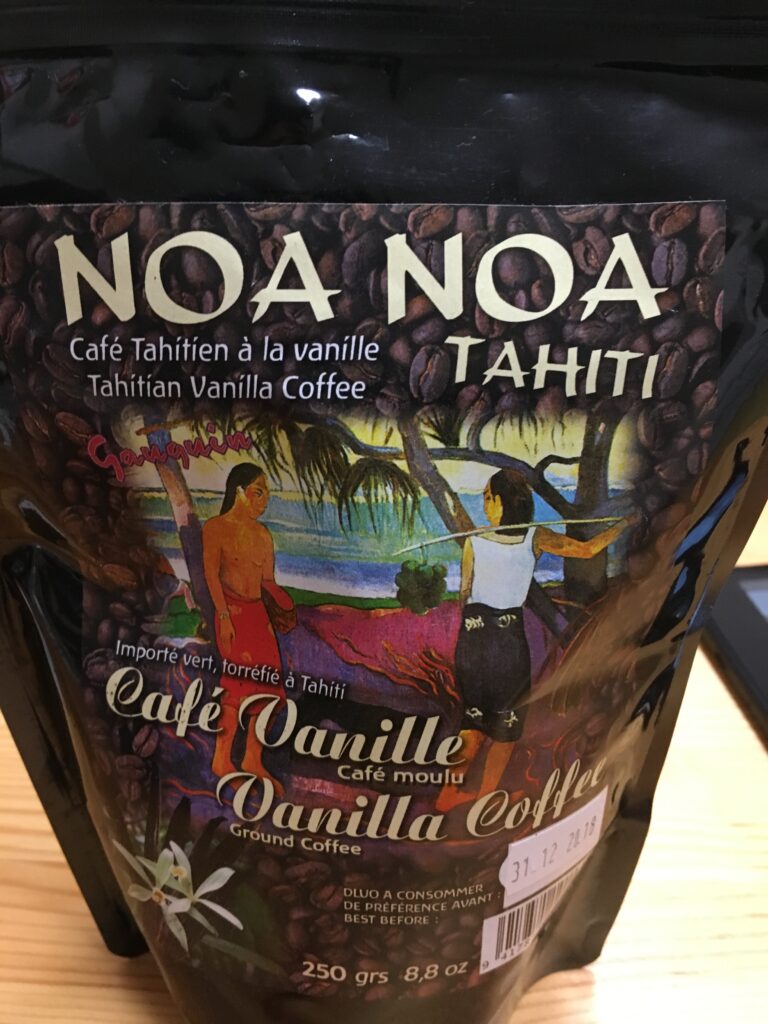 NOA NOA
TAHITI
Café Tahitien à la vanille
Tahitian Vanilla Coffee
Gauguin
Importé vert, torréfié à Tahiti
Café Vanille
Café moulu
Vanilla Coffee
Ground Coffee
31 12 2018
DLUO A CONSOMMER
DE PRÉFÉRENCE AVANT :
BEST BEFORE :
250 grs 8,8 oz